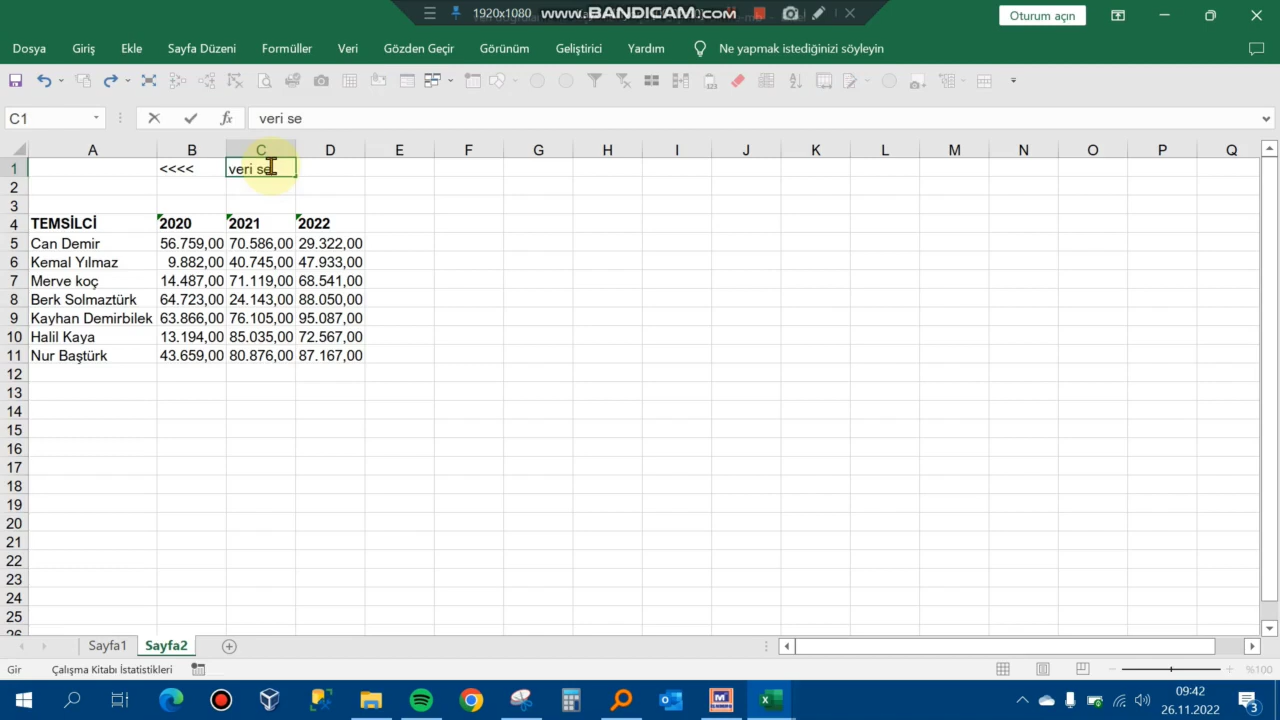 1920x1080 www.BANDICAM.com
Oturum açın
Dosya Giriş Ekle Sayfa Düzeni Formüller Veri Gözden Geçir Görünüm Geliştirici Yardım Ne yapmak istediğinizi söyleyin
C1 fx veri se
A B C D E F G H I J K L M N O P Q
1 <<<< veri se
2
3
4 TEMSİLCİ 2020 2021 2022
5 Can Demir 56.759,00 70.586,00 29.322,00
6 Kemal Yılmaz 9.882,00 40.745,00 47.933,00
7 Merve koç 14.487,00 71.119,00 68.541,00
8 Berk Solmaztürk 64.723,00 24.143,00 88.050,00
9 Kayhan Demirbilek 63.866,00 76.105,00 95.087,00
10 Halil Kaya 13.194,00 85.035,00 72.567,00
11 Nur Baştürk 43.659,00 80.876,00 87.167,00
12
13
14
15
16
17
18
19
20
21
22
23
24
25
26
Sayfa1 Sayfa2
Gir Çalışma Kitabı İstatistikleri %100
09:42
26.11.2022
3